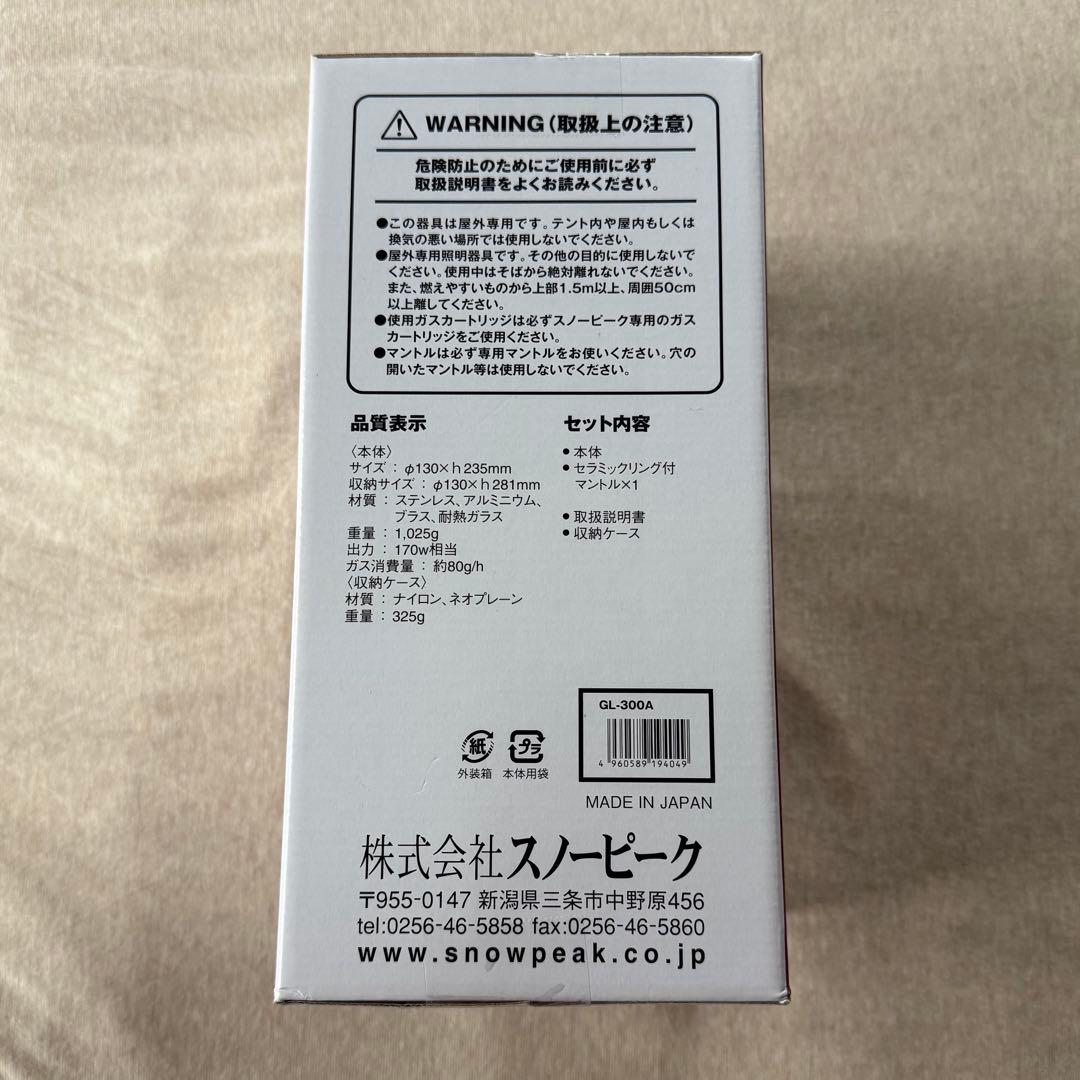 WARNING(取扱上の注意)
危険防止のためにご使用前に必ず
取扱説明書をよくお読みください。
●この器具は屋外専用です。テント内や屋内もしくは
換気の悪い場所では使用しないでください。
●屋外専用照明器具です。その他の目的に使用しないで
ください。使用中はそばから絶対離れないでください。
また、燃えやすいものから上部1.5m以上、周囲50cm
以上離してください。
●使用ガスカートリッジは必ずスノーピーク専用のガス
カートリッジをご使用ください。
●マントルは必ず専用マントルをお使いください。穴の
開いたマントル等は使用しないでください。
品質表示
〈本体〉
サイズ：φ130×h235mm
収納サイズ：φ130×h281mm
材質：ステンレス、アルミニウム、
ブラス、耐熱ガラス
重量：1,025g
出力：170w相当
ガス消費量：約80g/h
〈収納ケース〉
材質：ナイロン、ネオプレーン
重量：325g
セット内容
●本体
●セラミックリング付
マントル×1
●取扱説明書
●収納ケース
GL-300A
4 960589 194049
紙
外装箱
プラ
本体用袋
MADE IN JAPAN
株式会社スノーピーク
〒955-0147 新潟県三条市中野原456
tel:0256-46-5858 fax:0256-46-5860
www.snowpeak.co.jp